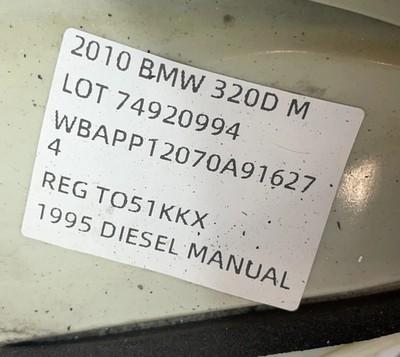 2010 BMW 320D M
LOT 74920994
WBAPP12070A91627
4
REG TO51KKX
1995 DIESEL MANUAL